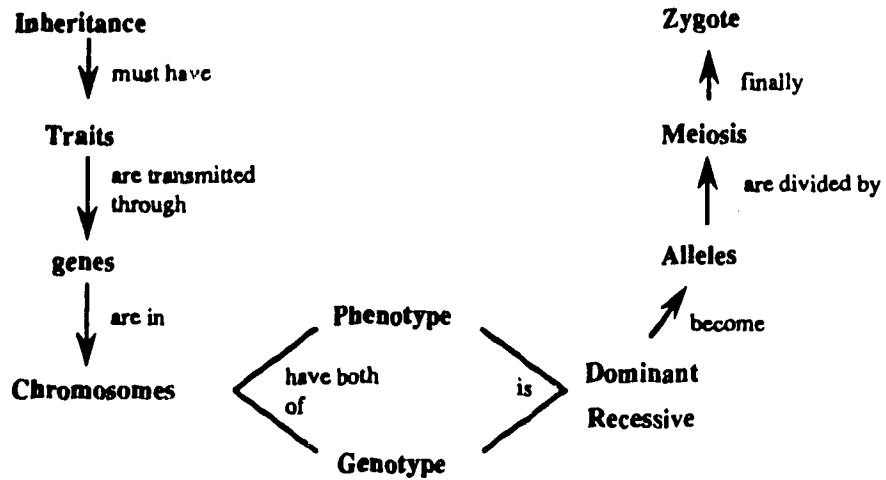 Inheritance
must have
Traits
are transmitted
through
genes
are in
Chromosomes
have both
of
Phenotype
Genotype
is
Dominant
Recessive
become
Alleles
are divided by
Meiosis
finally
Zygote